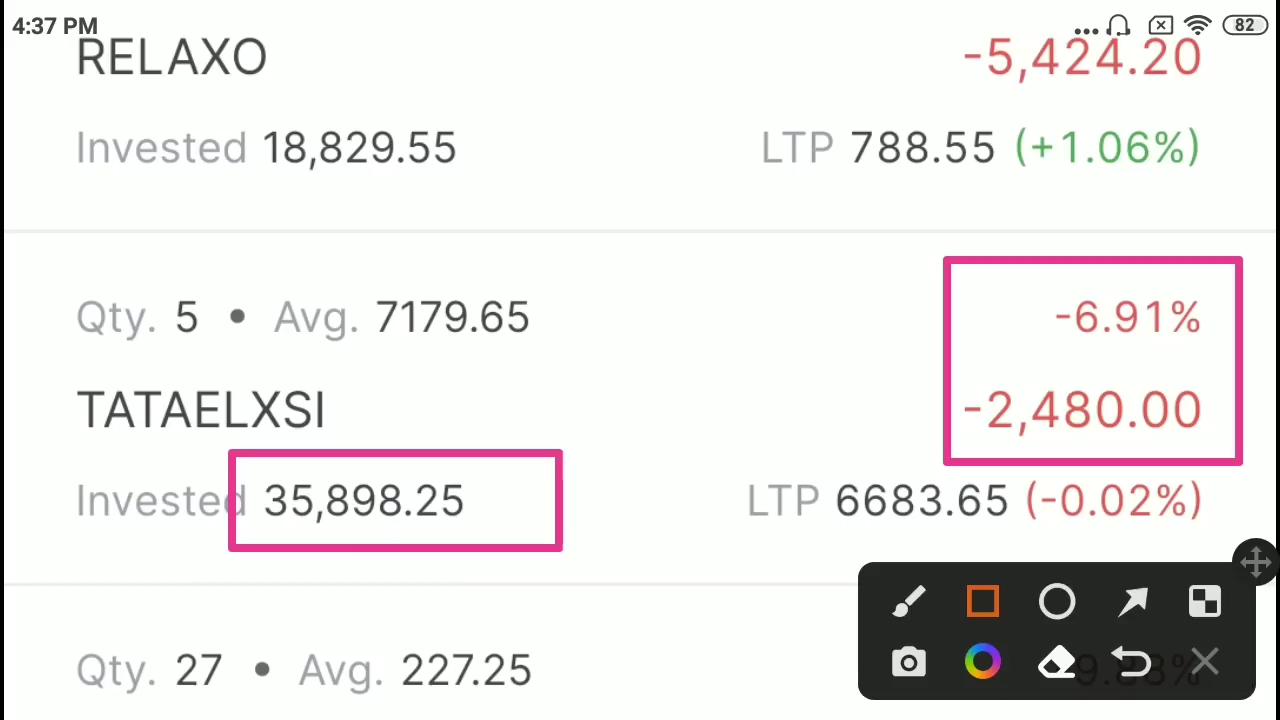 4:37 PM
82
RELAXO -5,424.20
Invested 18,829.55 LTP 788.55 (+1.06%)
Qty. 5 • Avg. 7179.65 -6.91%
TATAELXSI -2,480.00
Invested 35,898.25 LTP 6683.65 (-0.02%)
Qty. 27 • Avg. 227.25